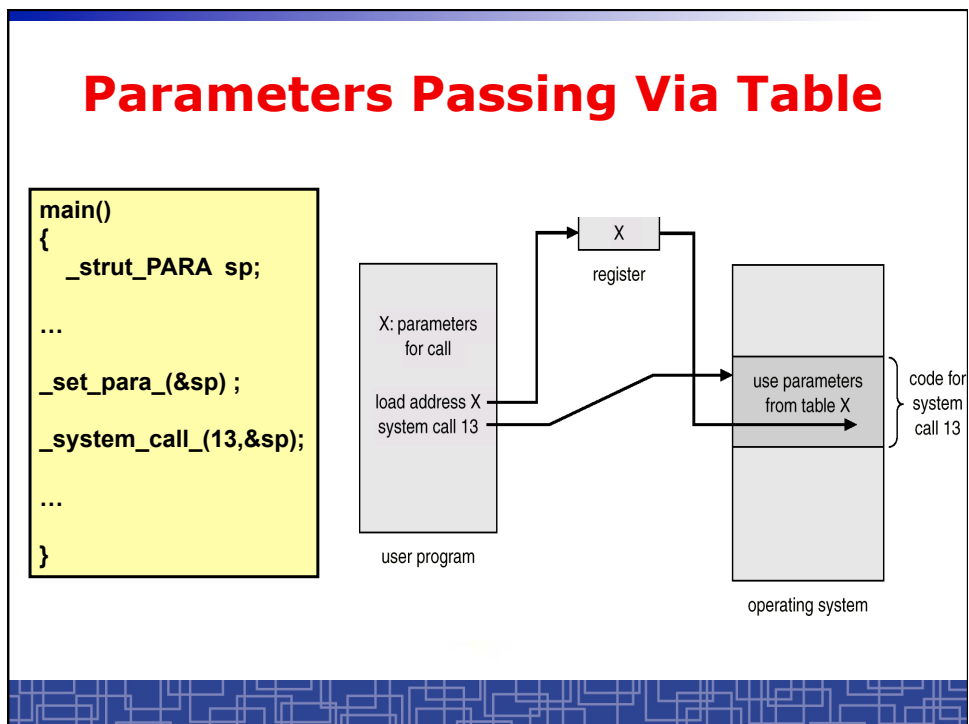 Parameters Passing Via Table
main()
{
_strut_PARA sp;
...
_set_para_(&sp) ;
_system_call_(13,&sp);
...
}
X: parameters
for call
load address X
system call 13
user program
X
register
use parameters
from table X
operating system
code for
system
call 13